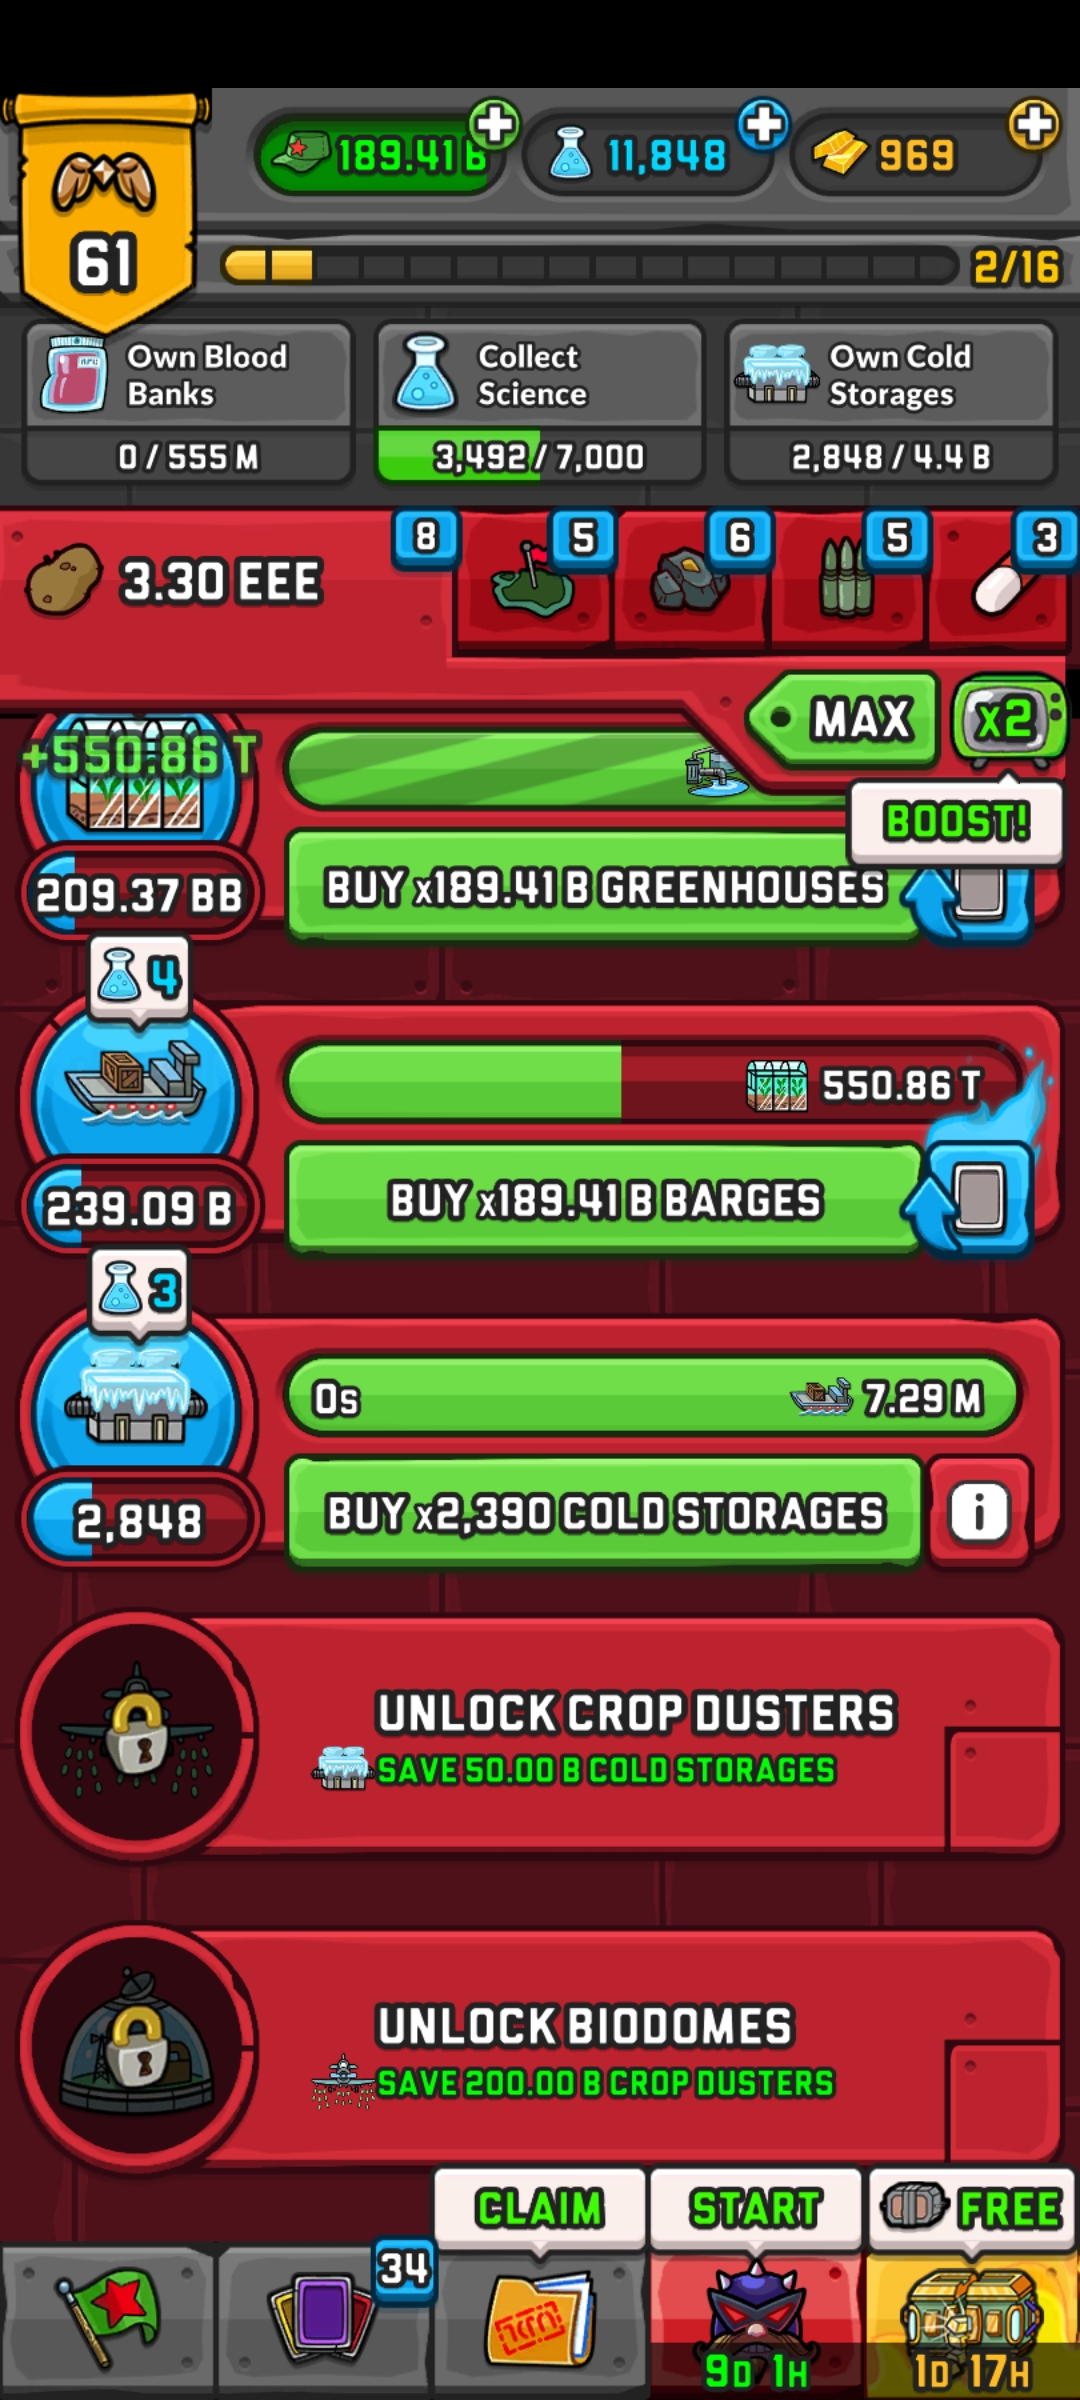 61
189.41 B
11,848
969
2/16
Own Blood
Banks
0 / 555 M
Collect
Science
3,492 / 7,000
Own Cold
Storages
2,848 / 4.4 B
3.30 EEE
8
5
6
5
3
MAX
x2
BOOST!
+550.86 T
209.37 BB
BUY x189.41 B GREENHOUSES
4
550.86 T
239.09 B
BUY x189.41 B BARGES
3
0s
7.29 M
2,848
BUY x2,390 COLD STORAGES
i
UNLOCK CROP DUSTERS
SAVE 50.00 B COLD STORAGES
UNLOCK BIODOMES
SAVE 200.00 B CROP DUSTERS
CLAIM
START
FREE
34
9D 1H
1D 17H